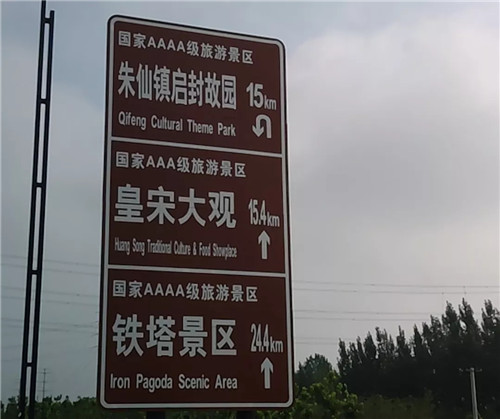 国家AAAA级旅游景区
朱仙镇启封故园 15km
Qifeng Cultural Theme Park
国家AAA级旅游景区
皇宋大观 15.4km
Huang Song Traditional Culture & Food Showplace
国家AAAA级旅游景区
铁塔景区 24.4km
Iron Pagoda Scenic Area